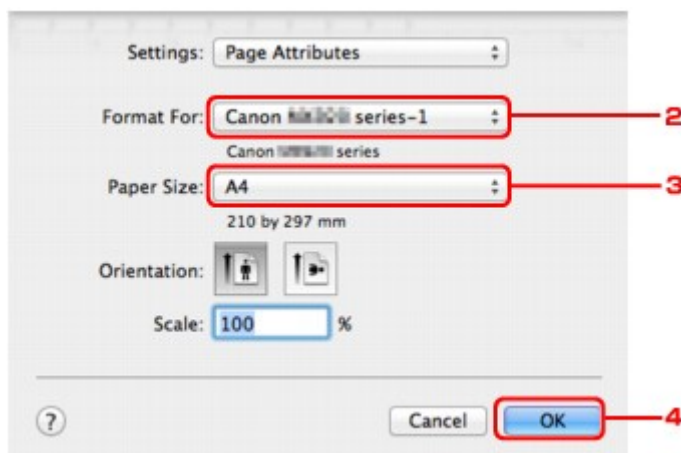 Settings: Page Attributes
Format For: Canon series-1
2
Canon series
Paper Size: A4
3
210 by 297 mm
Orientation:
Scale: 100 %
? Cancel OK
4